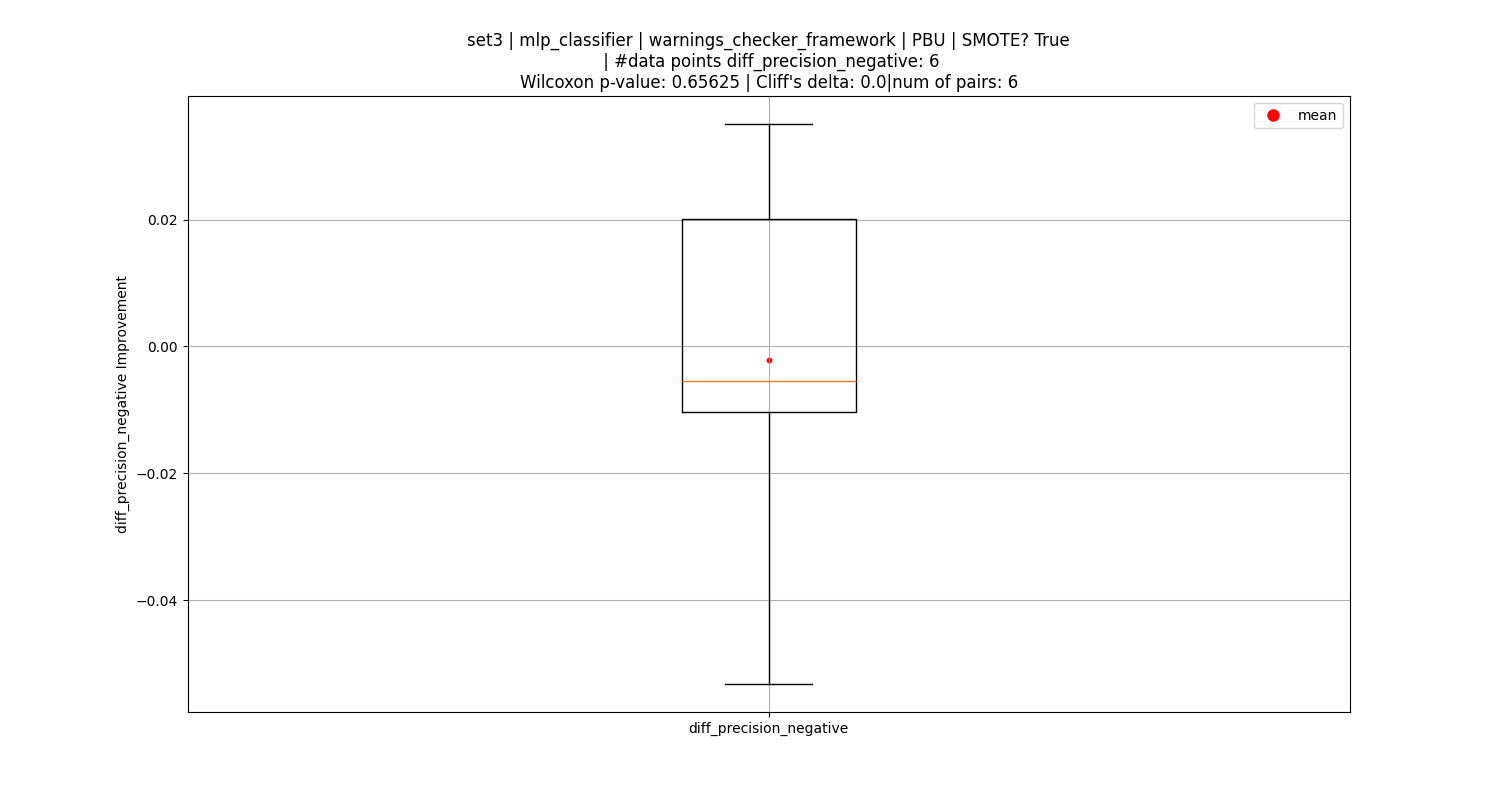 set3 | mlp_classifier | warnings_checker_framework | PBU | SMOTE? True
| #data points diff_precision_negative: 6
Wilcoxon p-value: 0.65625 | Cliff's delta: 0.0|num of pairs: 6
mean
0.02
0.00
−0.02
−0.04
diff_precision_negative Improvement
diff_precision_negative